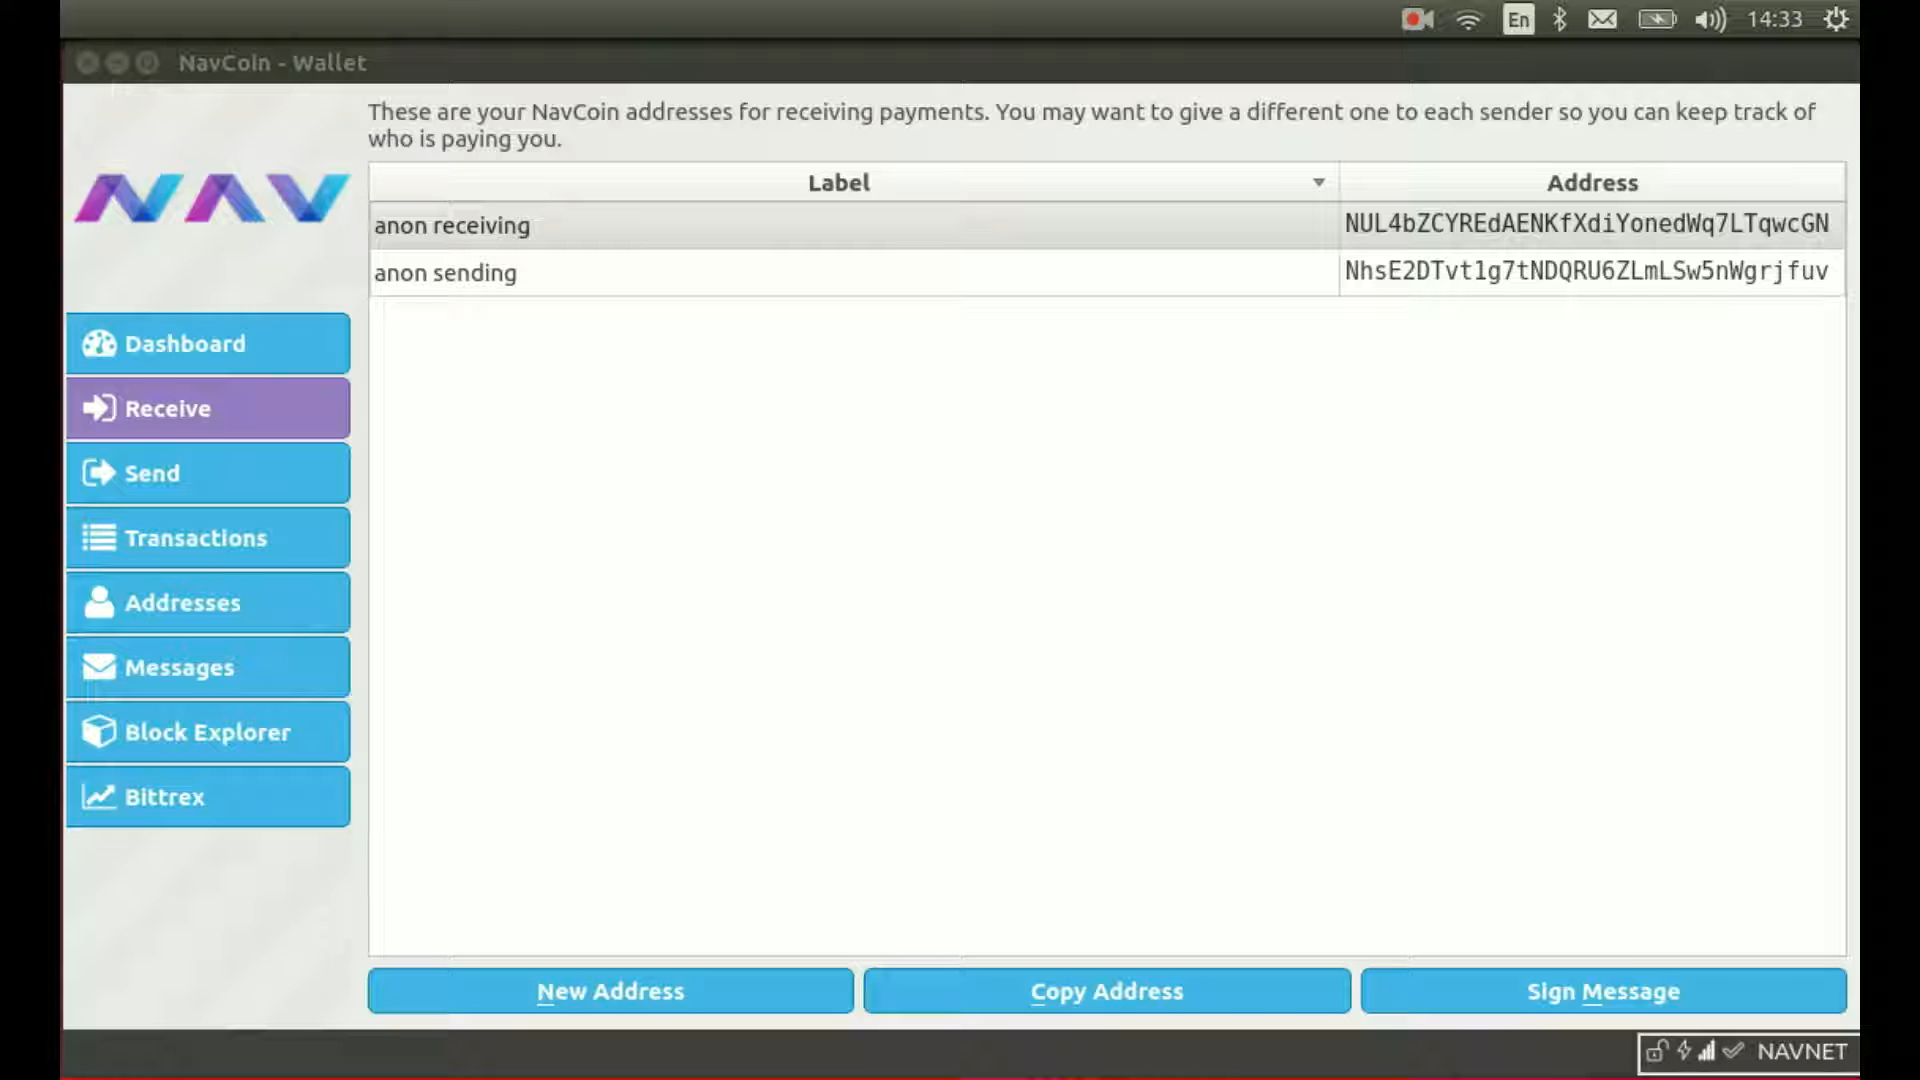 En 14:33
NavCoin - Wallet
These are your NavCoin addresses for receiving payments. You may want to give a different one to each sender so you can keep track of
who is paying you.
NAV
Label Address
anon receiving NUL4bZCYREdAENKfXdiYonedWq7LTqwcGN
anon sending NhsE2DTvt1g7tNDQRU6ZLmLSw5nWgrjfuv
Dashboard
Receive
Send
Transactions
Addresses
Messages
Block Explorer
Bittrex
New Address Copy Address Sign Message
NAVNET